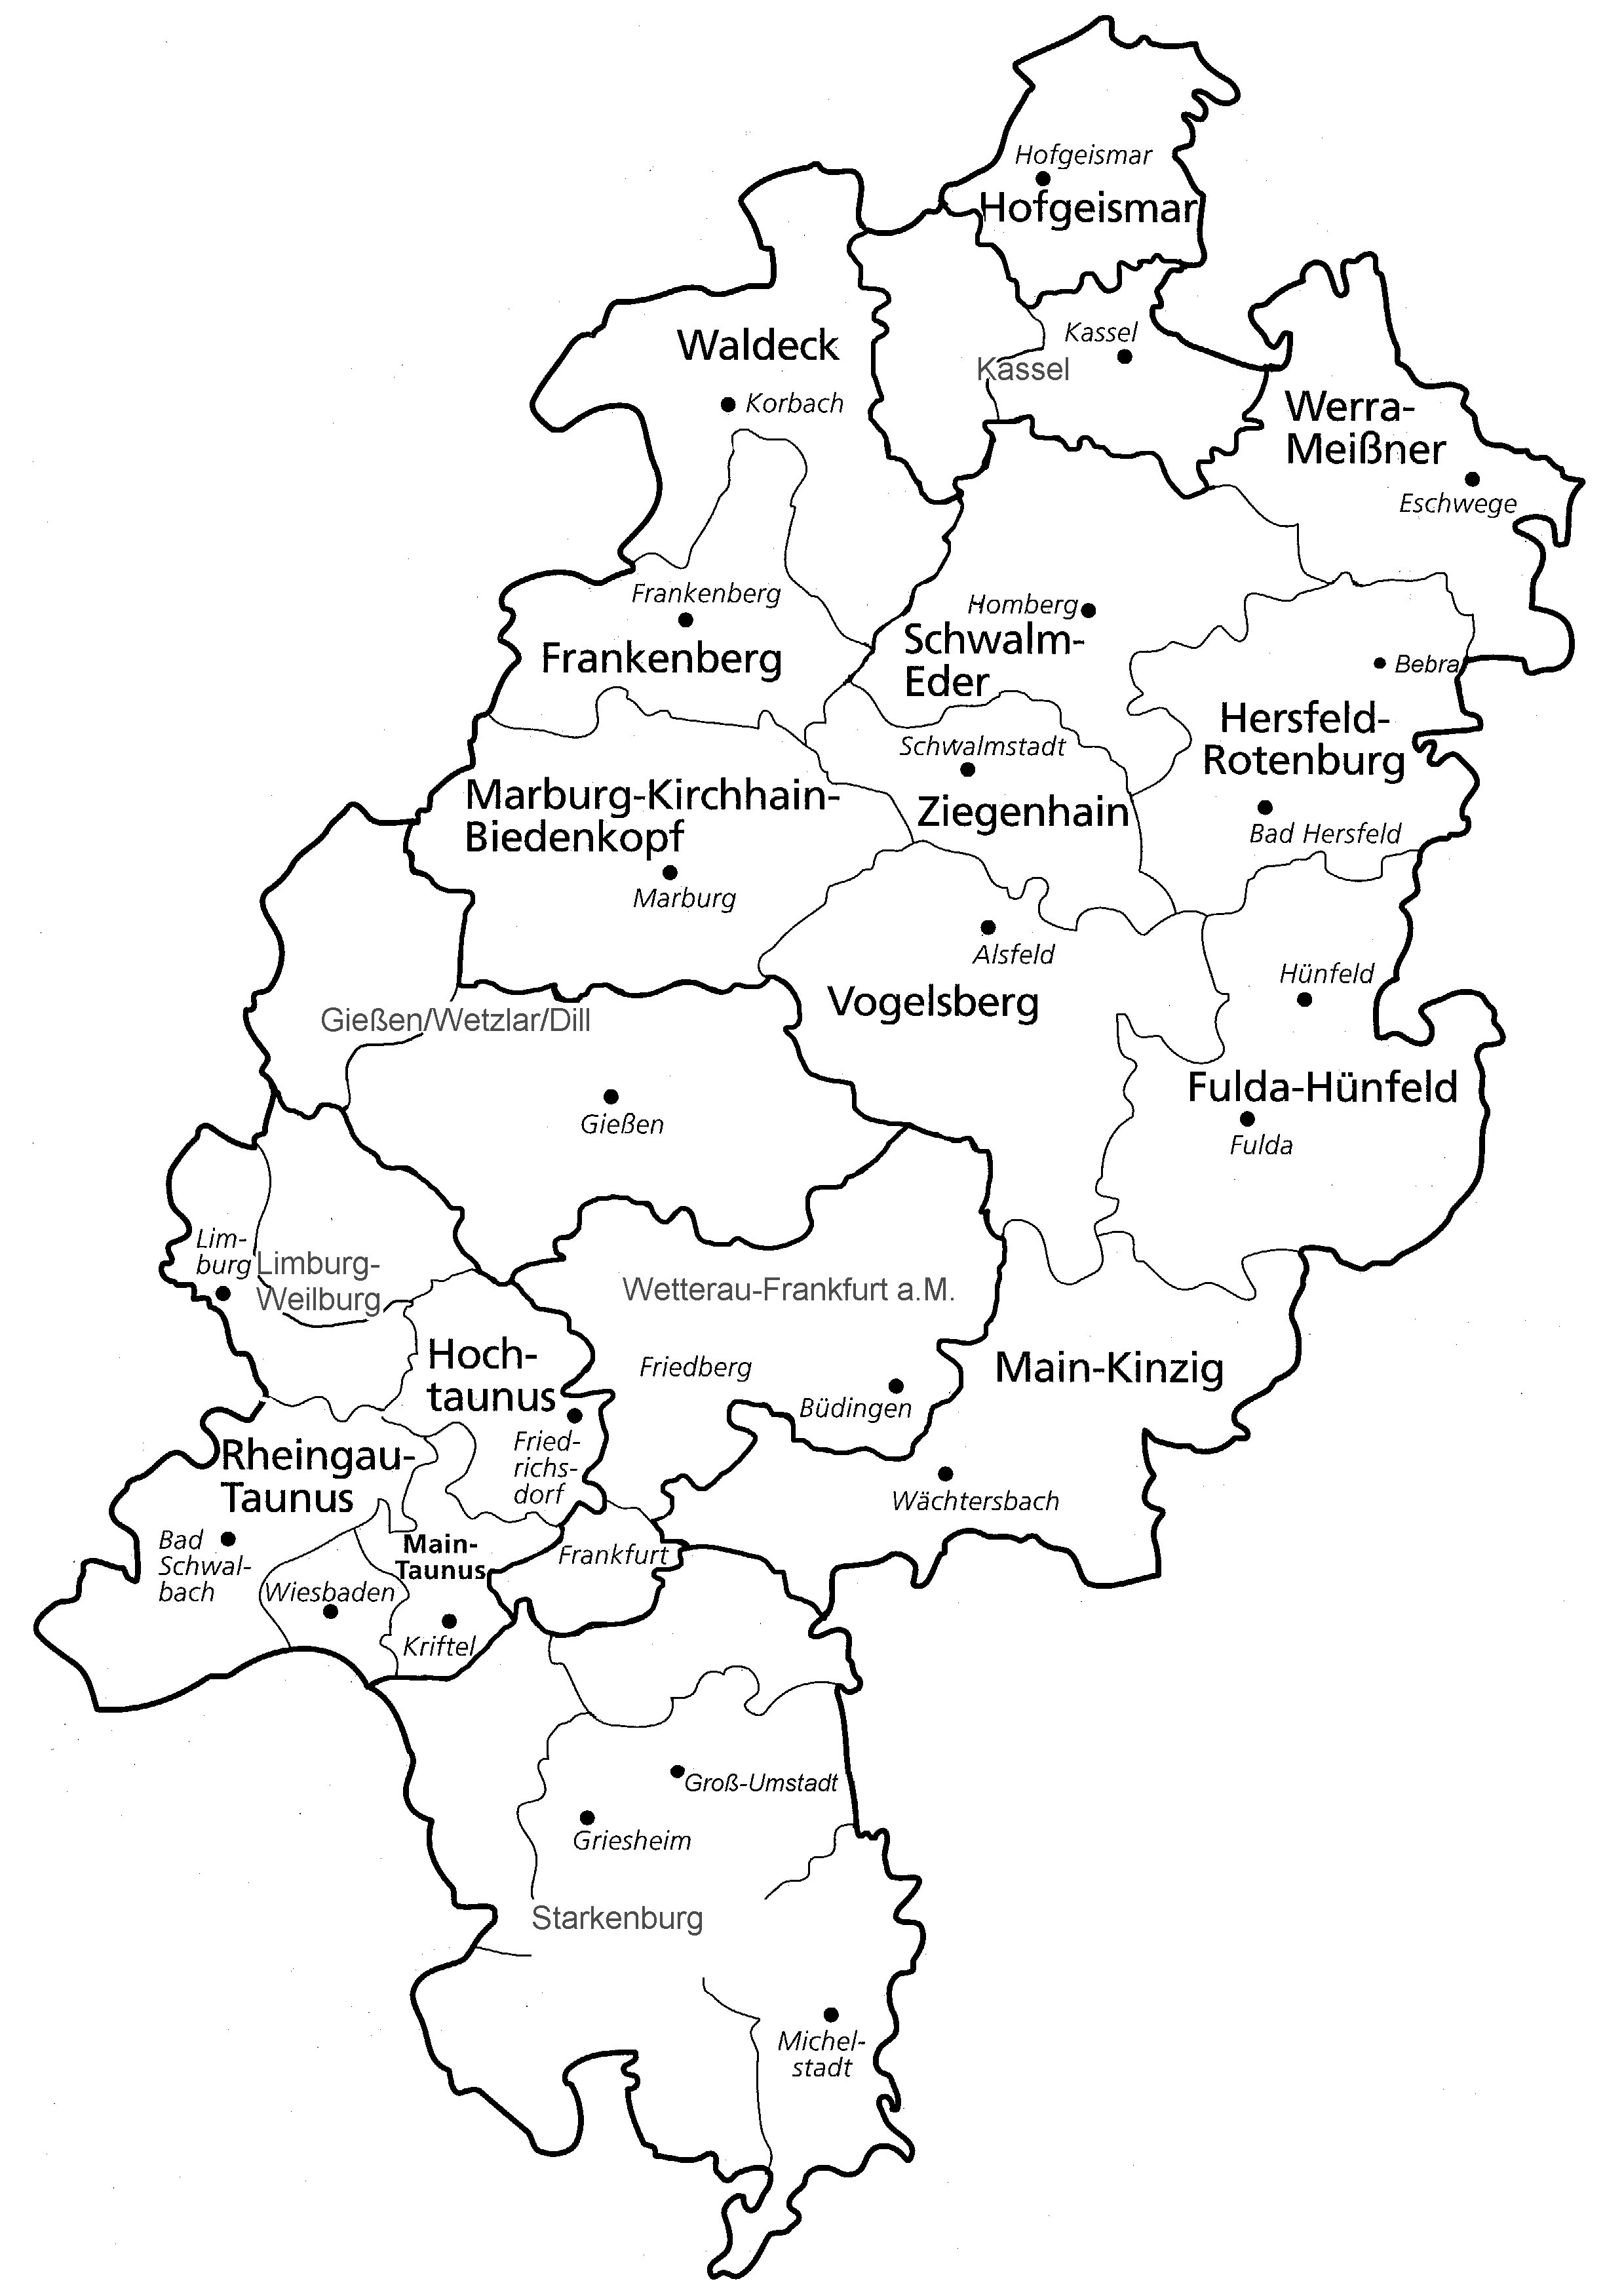 Hofgeismar
Hofgeismar
Kassel
Kassel
Waldeck
Korbach
Werra-
Meißner
Eschwege
Frankenberg
Frankenberg
Homberg
Schwalm-
Eder
Bebra
Hersfeld-
Rotenburg
Bad Hersfeld
Schwalmstadt
Ziegenhain
Marburg-Kirchhain-
Biedenkopf
Marburg
Alsfeld
Vogelsberg
Hünfeld
Fulda-Hünfeld
Fulda
Gießen/Wetzlar/Dill
Gießen
Lim-
burg
Limburg-
Weilburg
Wetterau-Frankfurt a.M.
Friedberg
Büdingen
Main-Kinzig
Wächtersbach
Hoch-
taunus
Fried-
richs-
dorf
Rheingau-
Taunus
Bad
Schwal-
bach
Wiesbaden
Main-
Taunus
Kriftel
Frankfurt
Groß-Umstadt
Griesheim
Starkenburg
Michel-
stadt